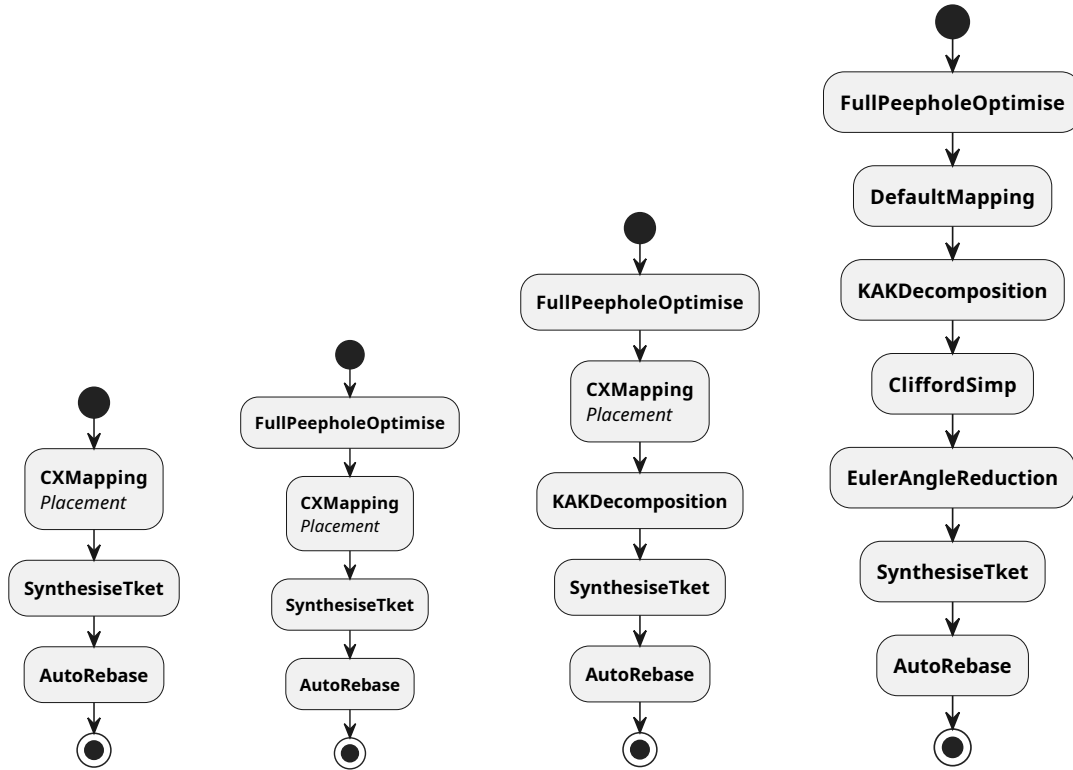 CXMapping
Placement
SynthesiseTket
AutoRebase
FullPeepholeOptimise
CXMapping
Placement
SynthesiseTket
AutoRebase
FullPeepholeOptimise
CXMapping
Placement
KAKDecomposition
SynthesiseTket
AutoRebase
FullPeepholeOptimise
DefaultMapping
KAKDecomposition
CliffordSimp
EulerAngleReduction
SynthesiseTket
AutoRebase